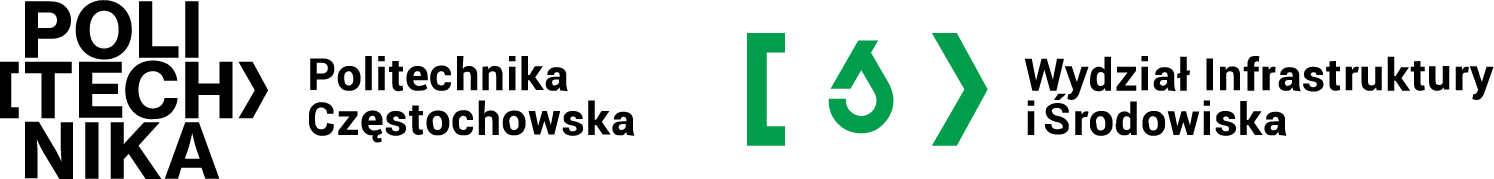 POLI
[TECH>
NIKA
Politechnika
Częstochowska
Wydział Infrastruktury
i Środowiska